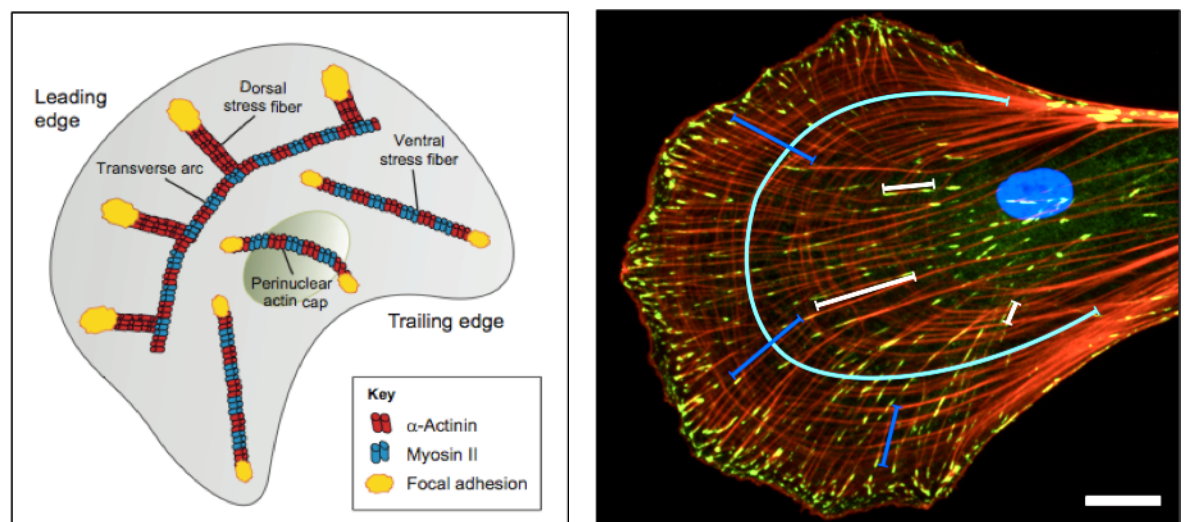 Leading
edge
Dorsal
stress fiber
Transverse arc
Ventral
stress fiber
Perinuclear
actin cap
Trailing edge
Key
α-Actinin
Myosin II
Focal adhesion